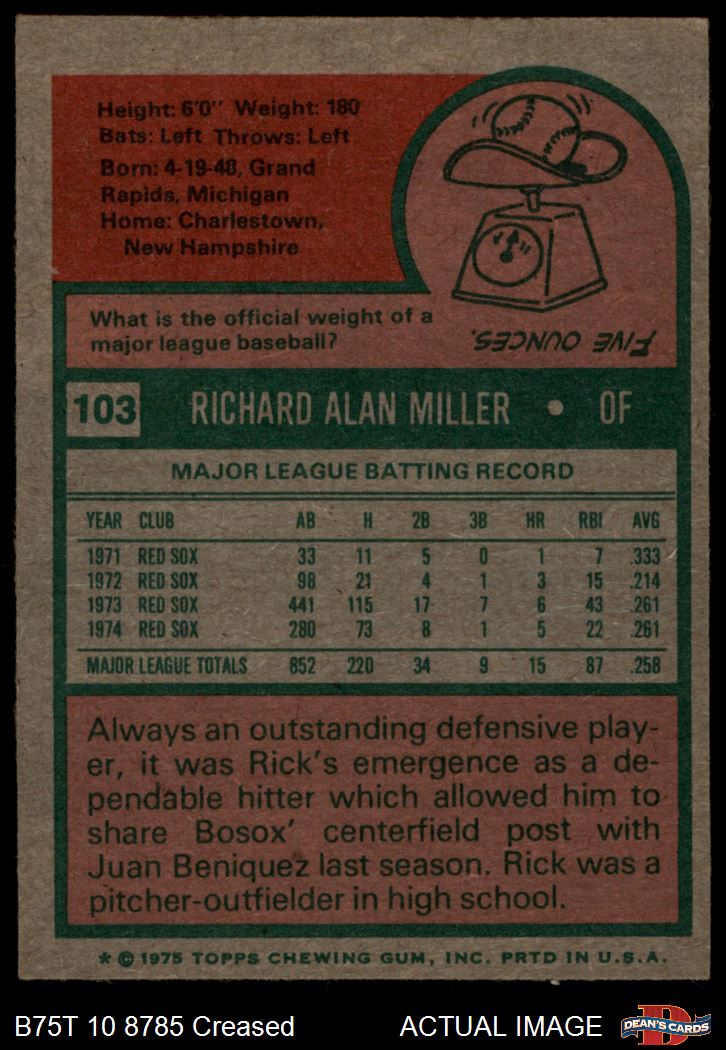 Height: 6'0" Weight: 180
Bats: Left Throws: Left
Born: 4-19-48, Grand
Rapids, Michigan
Home: Charlestown,
New Hampshire
What is the official weight of a
major league baseball?
FIVE OUNCES.
103 RICHARD ALAN MILLER • OF
MAJOR LEAGUE BATTING RECORD
YEAR CLUB AB H 2B 3B HR RBI AVG
1971 RED SOX 33 11 5 0 1 7 .333
1972 RED SOX 98 21 4 1 3 15 .214
1973 RED SOX 441 115 17 7 6 43 .261
1974 RED SOX 280 73 8 1 5 22 .261
MAJOR LEAGUE TOTALS 852 220 34 9 15 87 .258
Always an outstanding defensive play-
er, it was Rick's emergence as a de-
pendable hitter which allowed him to
share Bosox' centerfield post with
Juan Beniquez last season. Rick was a
pitcher-outfielder in high school.
* © 1975 TOPPS CHEWING GUM, INC. PRTD IN U.S.A.
B75T 10 8785 Creased ACTUAL IMAGE
D
DEAN'S CARDS